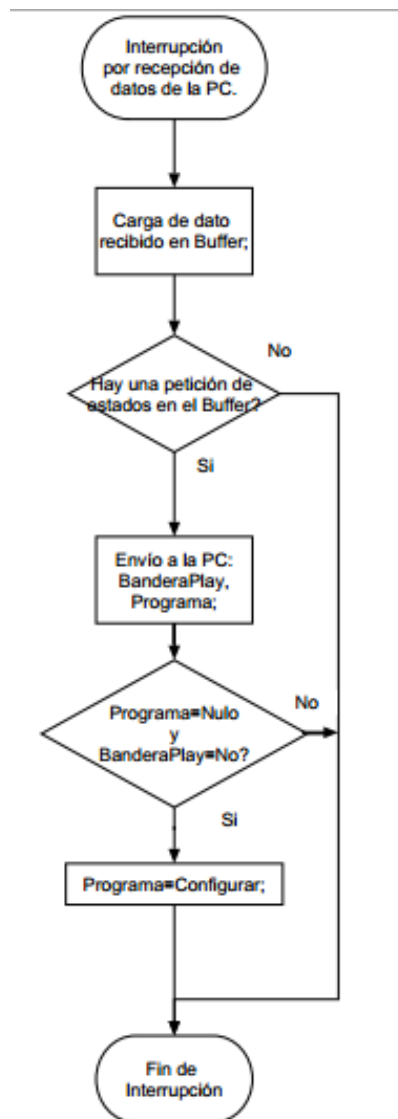 Interrupción
por recepción de
datos de la PC.
Carga de dato
recibido en Buffer;
No
Hay una petición de
estados en el Buffer?
Si
Envío a la PC:
BanderaPlay,
Programa;
No
Programa=Nulo
y
BanderaPlay=No?
Si
Programa=Configurar;
Fin de
Interrupción